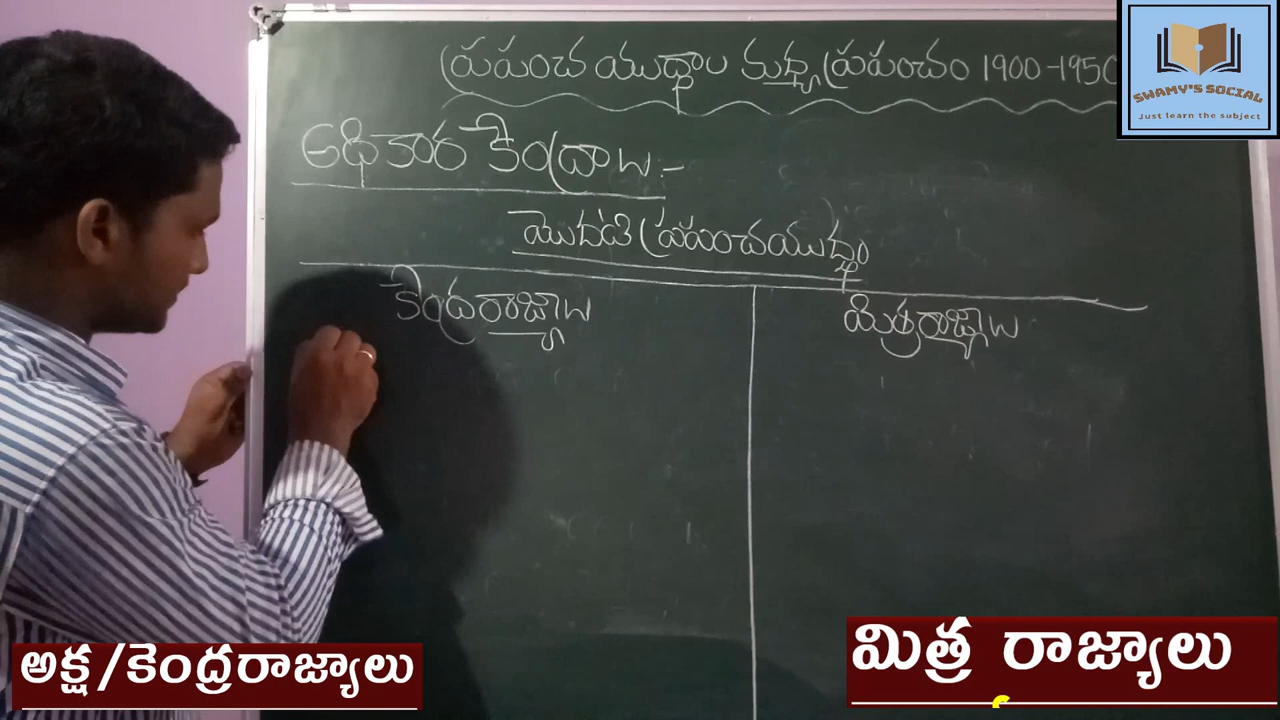 ప్రపంచ యుద్ధాల మధ్య ప్రపంచం 1900-1950
SWAMY'S SOCIAL
Just learn the subject
అధికార కేంద్రాలు:-
మొదటి ప్రపంచయుద్ధం
కేంద్రరాజ్యాలు
మిత్రరాజ్యాలు
అక్ష/కెంద్రరాజ్యాలు
మిత్ర రాజ్యాలు